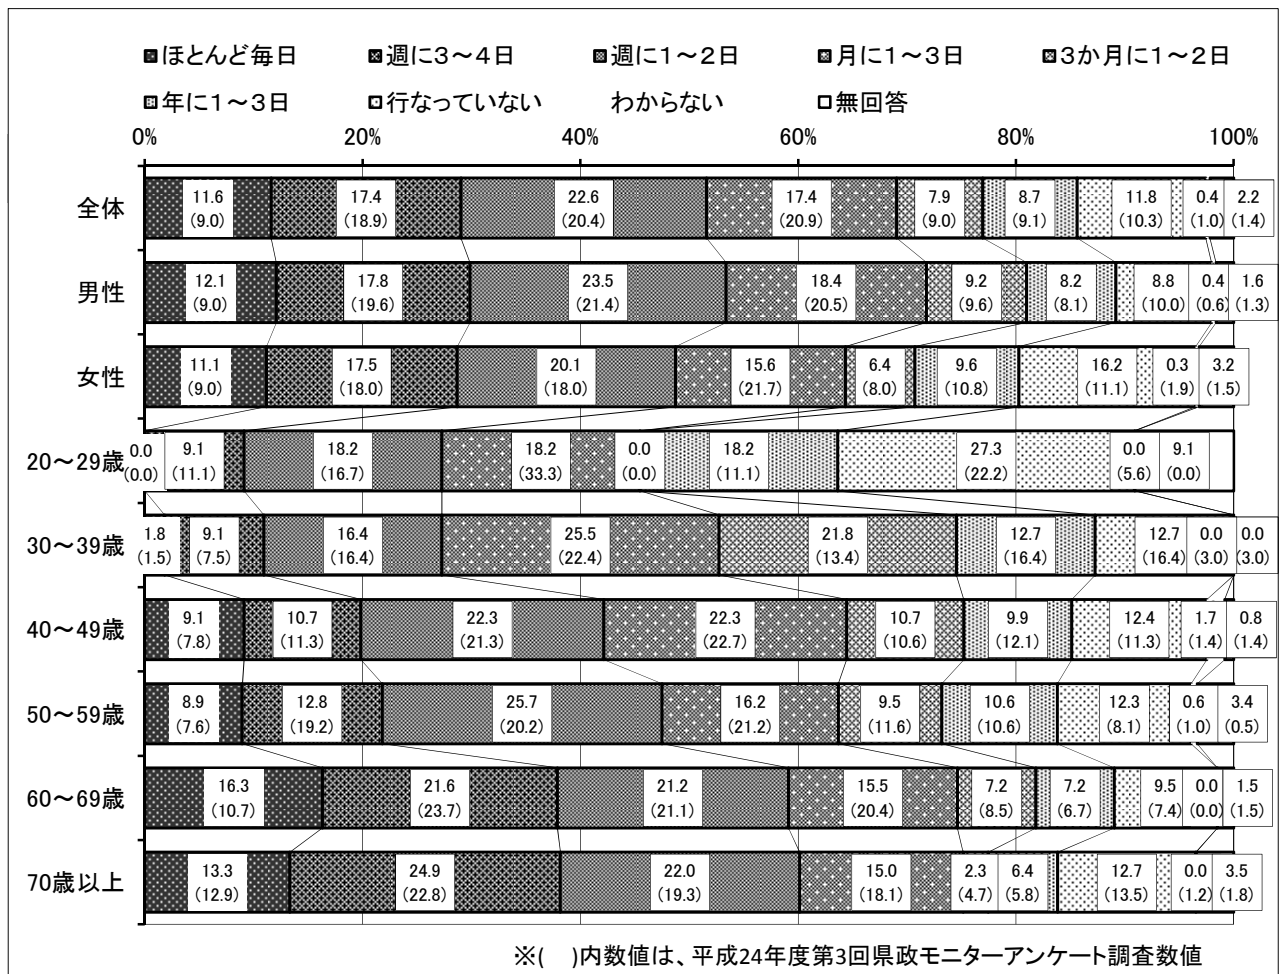 ほとんど毎日 週に3～4日 週に1～2日 月に1～3日 3か月に1～2日
年に1～3日 行なっていない わからない 無回答
0% 20% 40% 60% 80% 100%
全体
11.6 17.4 22.6 17.4 7.9 8.7 11.8 0.4 2.2
(9.0) (18.9) (20.4) (20.9) (9.0) (9.1) (10.3) (1.0) (1.4)
男性
12.1 17.8 23.5 18.4 9.2 8.2 8.8 0.4 1.6
(9.0) (19.6) (21.4) (20.5) (9.6) (8.1) (10.0) (0.6) (1.3)
女性
11.1 17.5 20.1 15.6 6.4 9.6 16.2 0.3 3.2
(9.0) (18.0) (18.0) (21.7) (8.0) (10.8) (11.1) (1.9) (1.5)
20～29歳
0.0 9.1 18.2 18.2 0.0 18.2 27.3 0.0 9.1
(0.0) (11.1) (16.7) (33.3) (0.0) (11.1) (22.2) (5.6) (0.0)
30～39歳
1.8 9.1 16.4 25.5 21.8 12.7 12.7 0.0 0.0
(1.5) (7.5) (16.4) (22.4) (13.4) (16.4) (16.4) (3.0) (3.0)
40～49歳
9.1 10.7 22.3 22.3 10.7 9.9 12.4 1.7 0.8
(7.8) (11.3) (21.3) (22.7) (10.6) (12.1) (11.3) (1.4) (1.4)
50～59歳
8.9 12.8 25.7 16.2 9.5 10.6 12.3 0.6 3.4
(7.6) (19.2) (20.2) (21.2) (11.6) (10.6) (8.1) (1.0) (0.5)
60～69歳
16.3 21.6 21.2 15.5 7.2 7.2 9.5 0.0 1.5
(10.7) (23.7) (21.1) (20.4) (8.5) (6.7) (7.4) (0.0) (1.5)
70歳以上
13.3 24.9 22.0 15.0 2.3 6.4 12.7 0.0 3.5
(12.9) (22.8) (19.3) (18.1) (4.7) (5.8) (13.5) (1.2) (1.8)
※( )内数値は、平成24年度第3回県政モニターアンケート調査数値